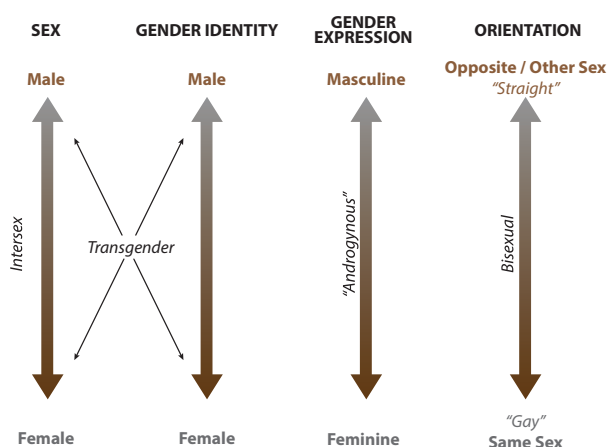 SEX
GENDER IDENTITY
GENDER
EXPRESSION
ORIENTATION
Male
Male
Masculine
Opposite / Other Sex
“Straight”
Intersex
Transgender
“Androgynous”
Bisexual
Female
Female
Feminine
“Gay”
Same Sex